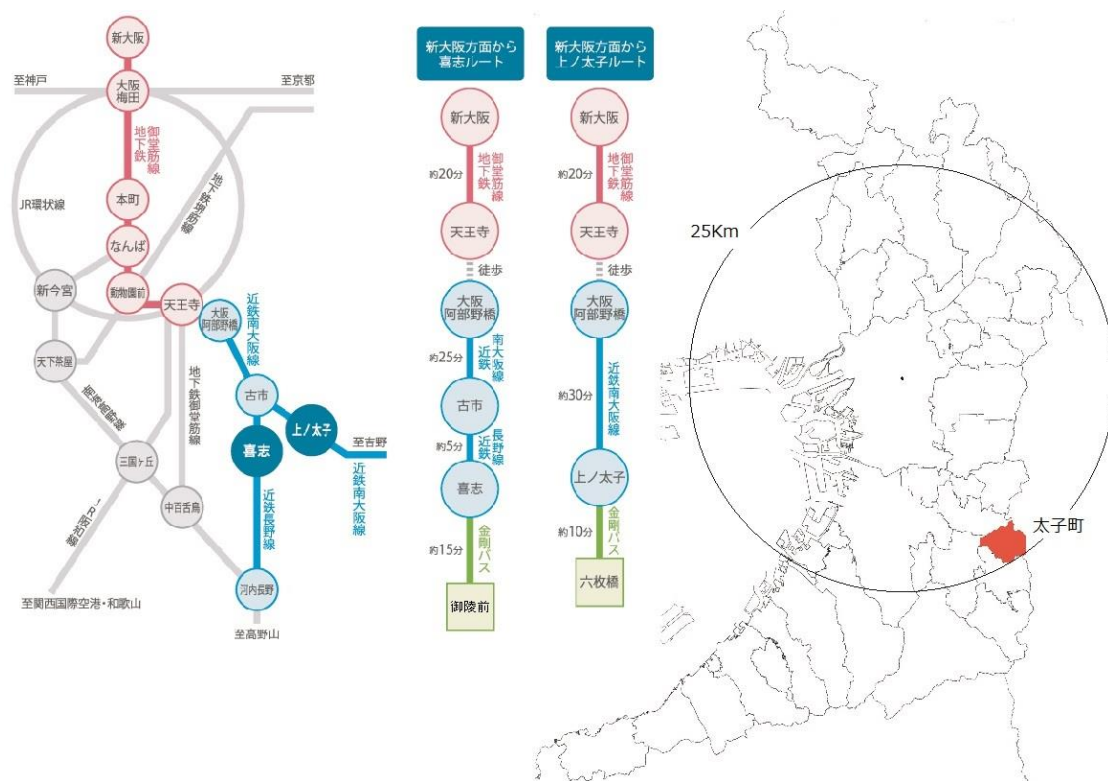 新大阪
至神戸
大阪
梅田
至京都
地下鉄
御堂筋線
地下鉄堺筋線
JR環状線
本町
なんば
新今宮
動物園前
天王寺
大阪
阿部野橋
近鉄南大阪線
天下茶屋
南海高野線
地下鉄御堂筋線
古市
喜志
上ノ太子
至吉野
近鉄南大阪線
三国ヶ丘
中百舌鳥
近鉄長野線
JR阪和線
河内長野
至関西国際空港・和歌山
至高野山
新大阪方面から
喜志ルート
新大阪
約20分
地下鉄
御堂筋線
天王寺
徒歩
大阪
阿部野橋
約25分
近鉄
南大阪線
古市
約5分
近鉄
長野線
喜志
約15分
金剛バス
御陵前
新大阪方面から
上ノ太子ルート
新大阪
約20分
地下鉄
御堂筋線
天王寺
徒歩
大阪
阿部野橋
約30分
近鉄南大阪線
上ノ太子
約10分
金剛バス
六枚橋
25Km
太子町